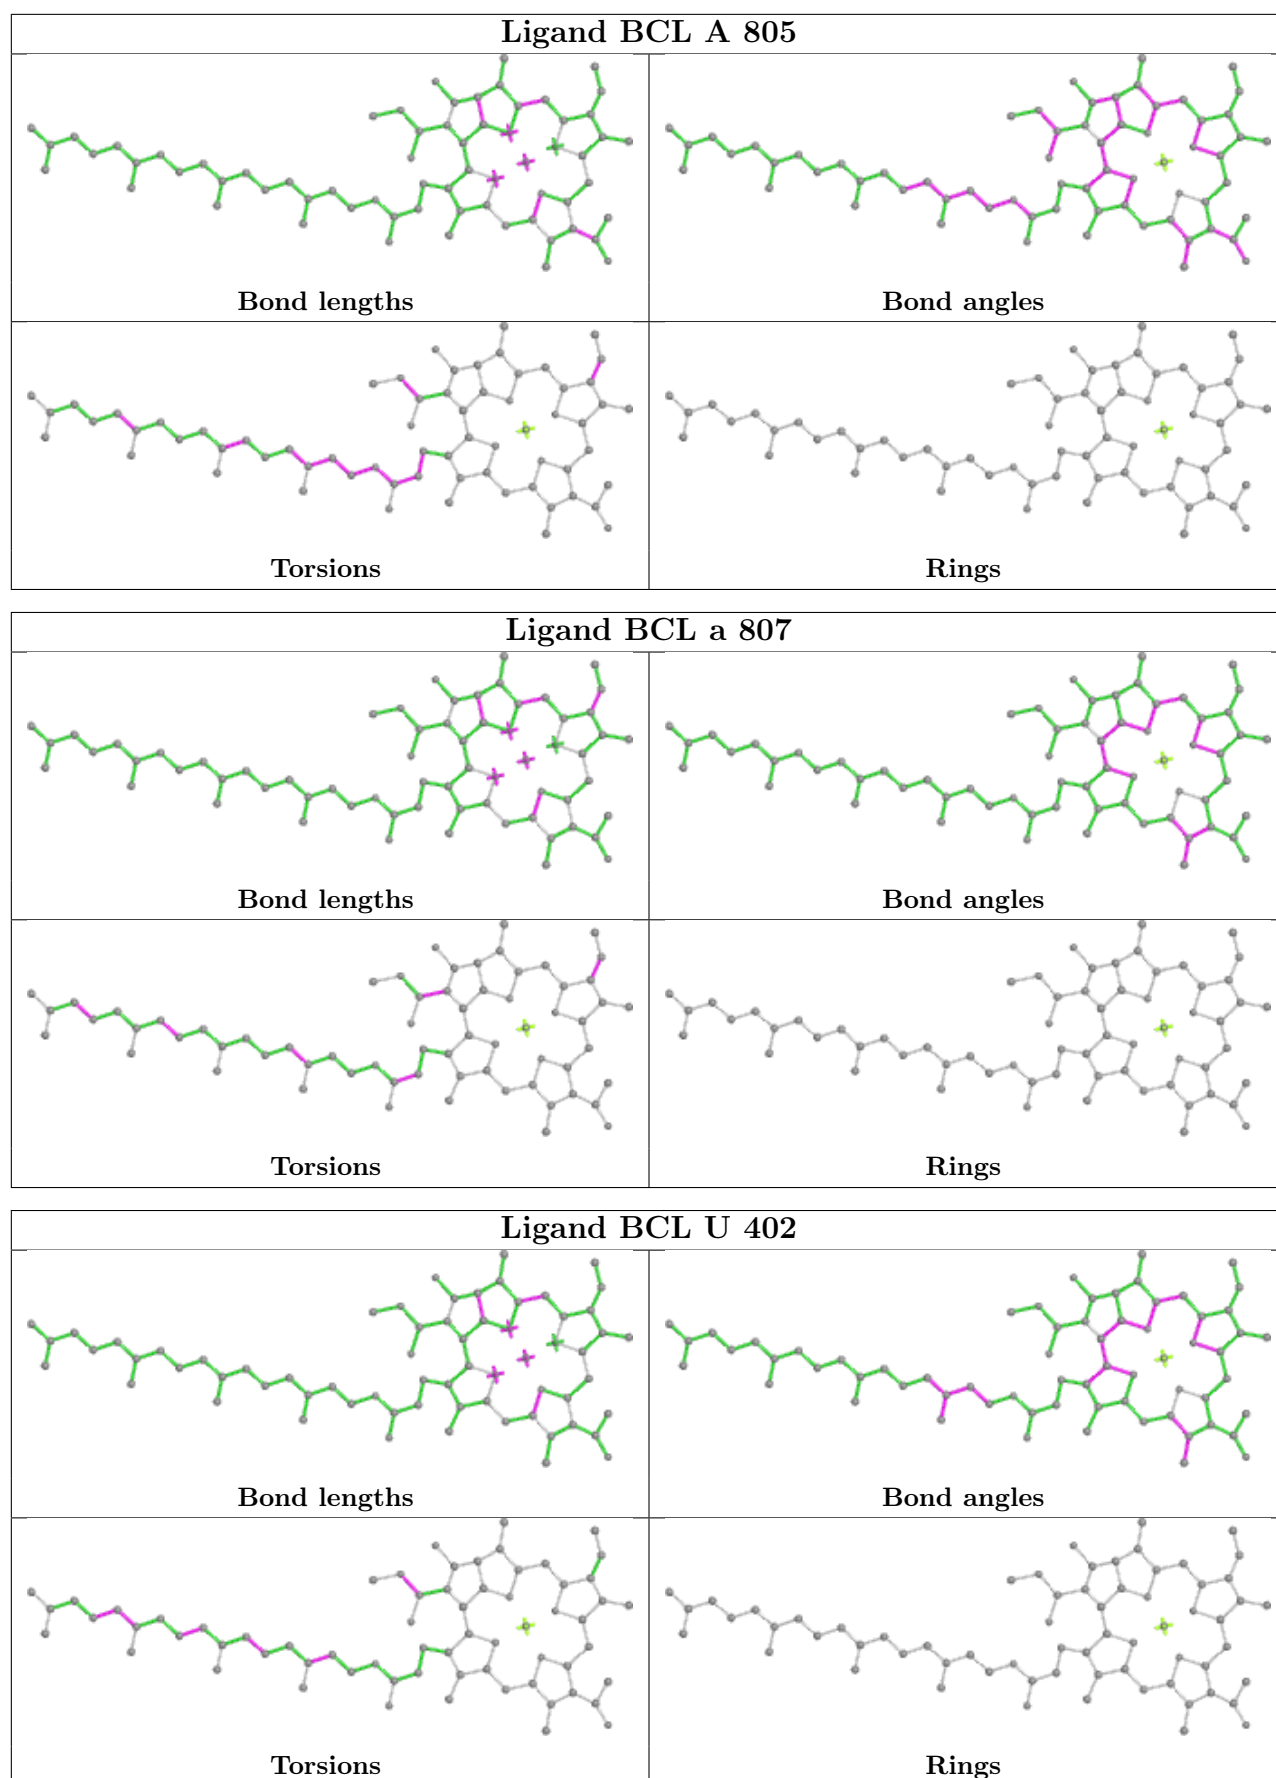 Ligand BCL A 805
Bond lengths
Bond angles
Torsions
Rings
Ligand BCL a 807
Bond lengths
Bond angles
Torsions
Rings
Ligand BCL U 402
Bond lengths
Bond angles
Torsions
Rings